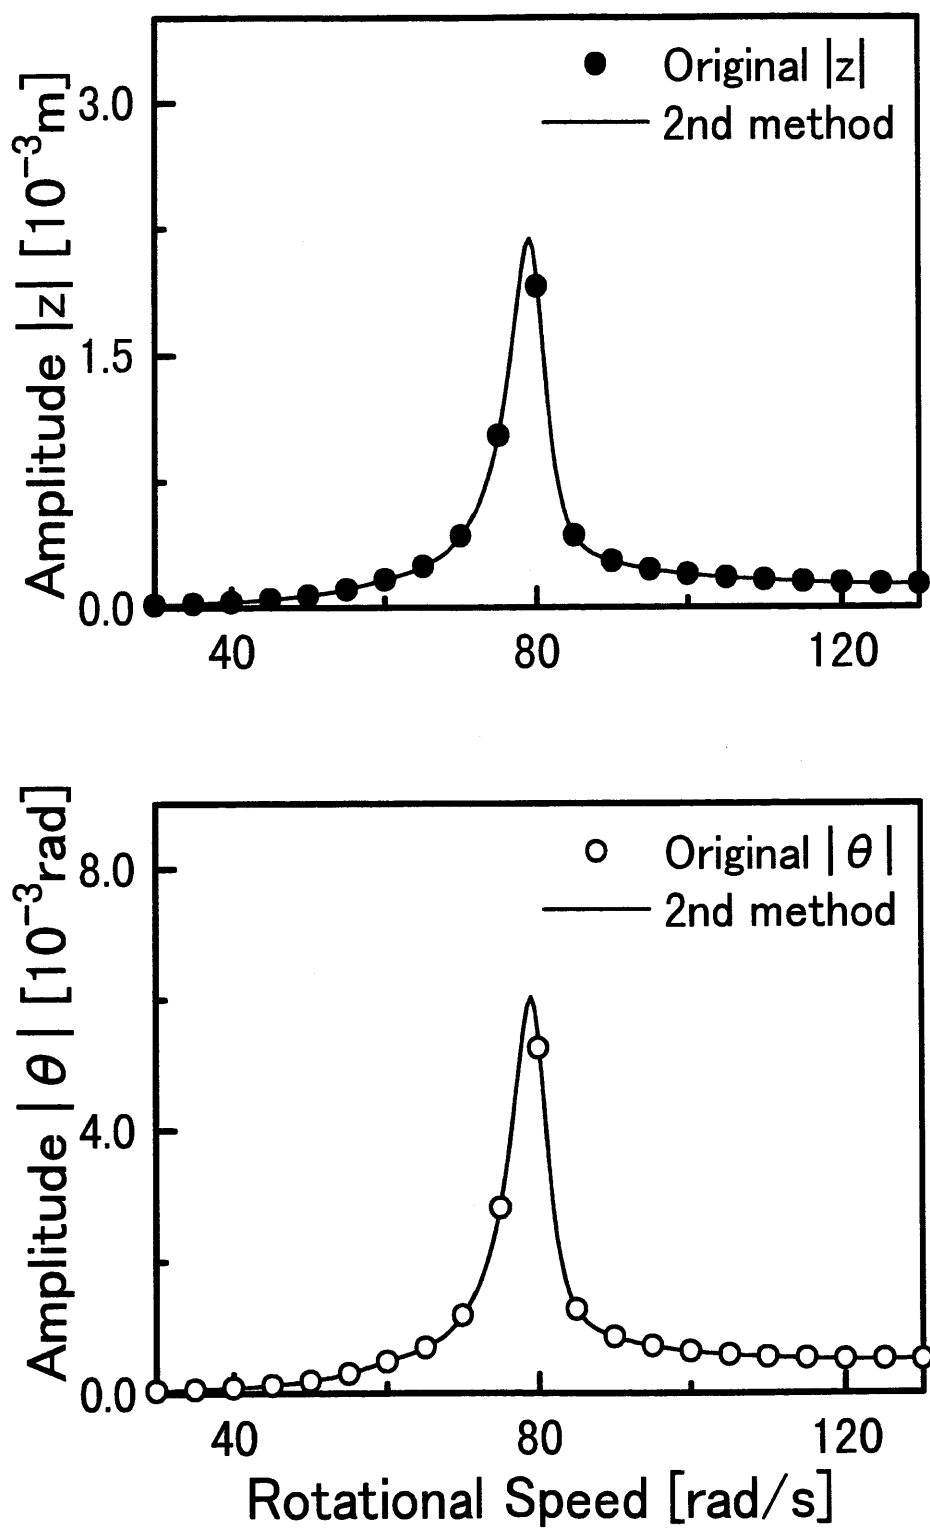 Original |z|
2nd method
Amplitude |z| [10⁻³m]
3.0
1.5
0.0
40 80 120
Original |θ|
2nd method
Amplitude |θ| [10⁻³rad]
8.0
4.0
0.0
40 80 120
Rotational Speed [rad/s]